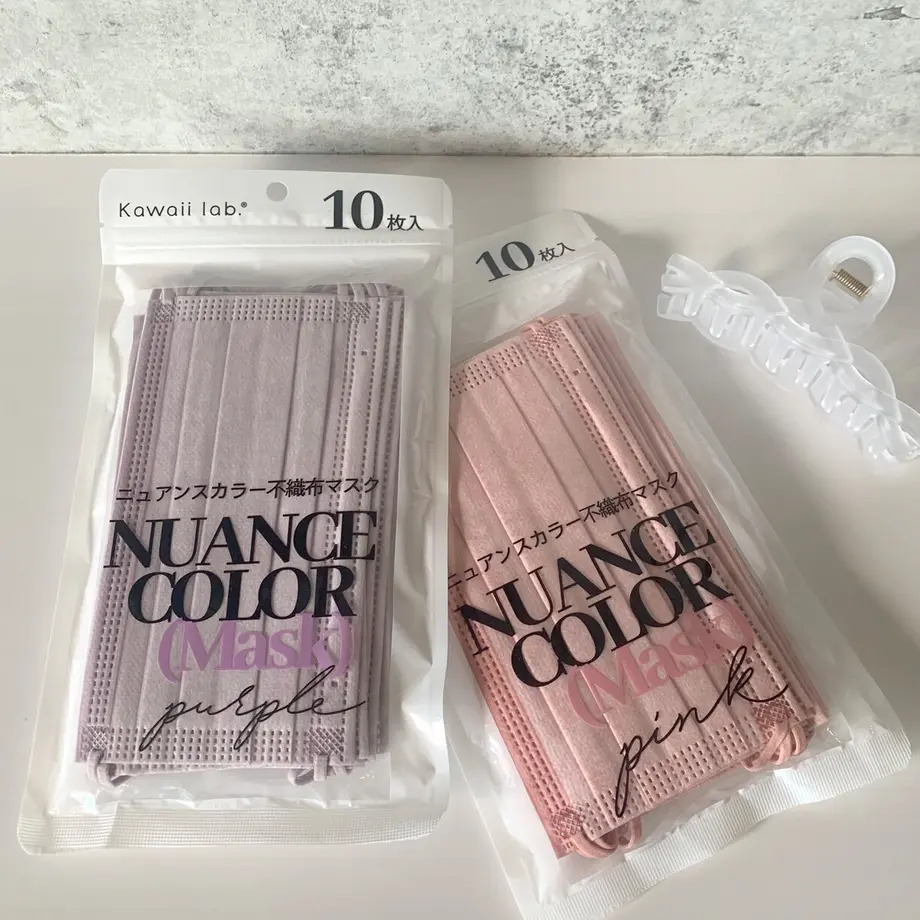 Kawaii lab.®
10枚入
ニュアンスカラー不織布マスク
NUANCE
COLOR
(Mask)
purple
10枚入
ニュアンスカラー不織布マスク
NUANCE
COLOR
(Mask)
pink